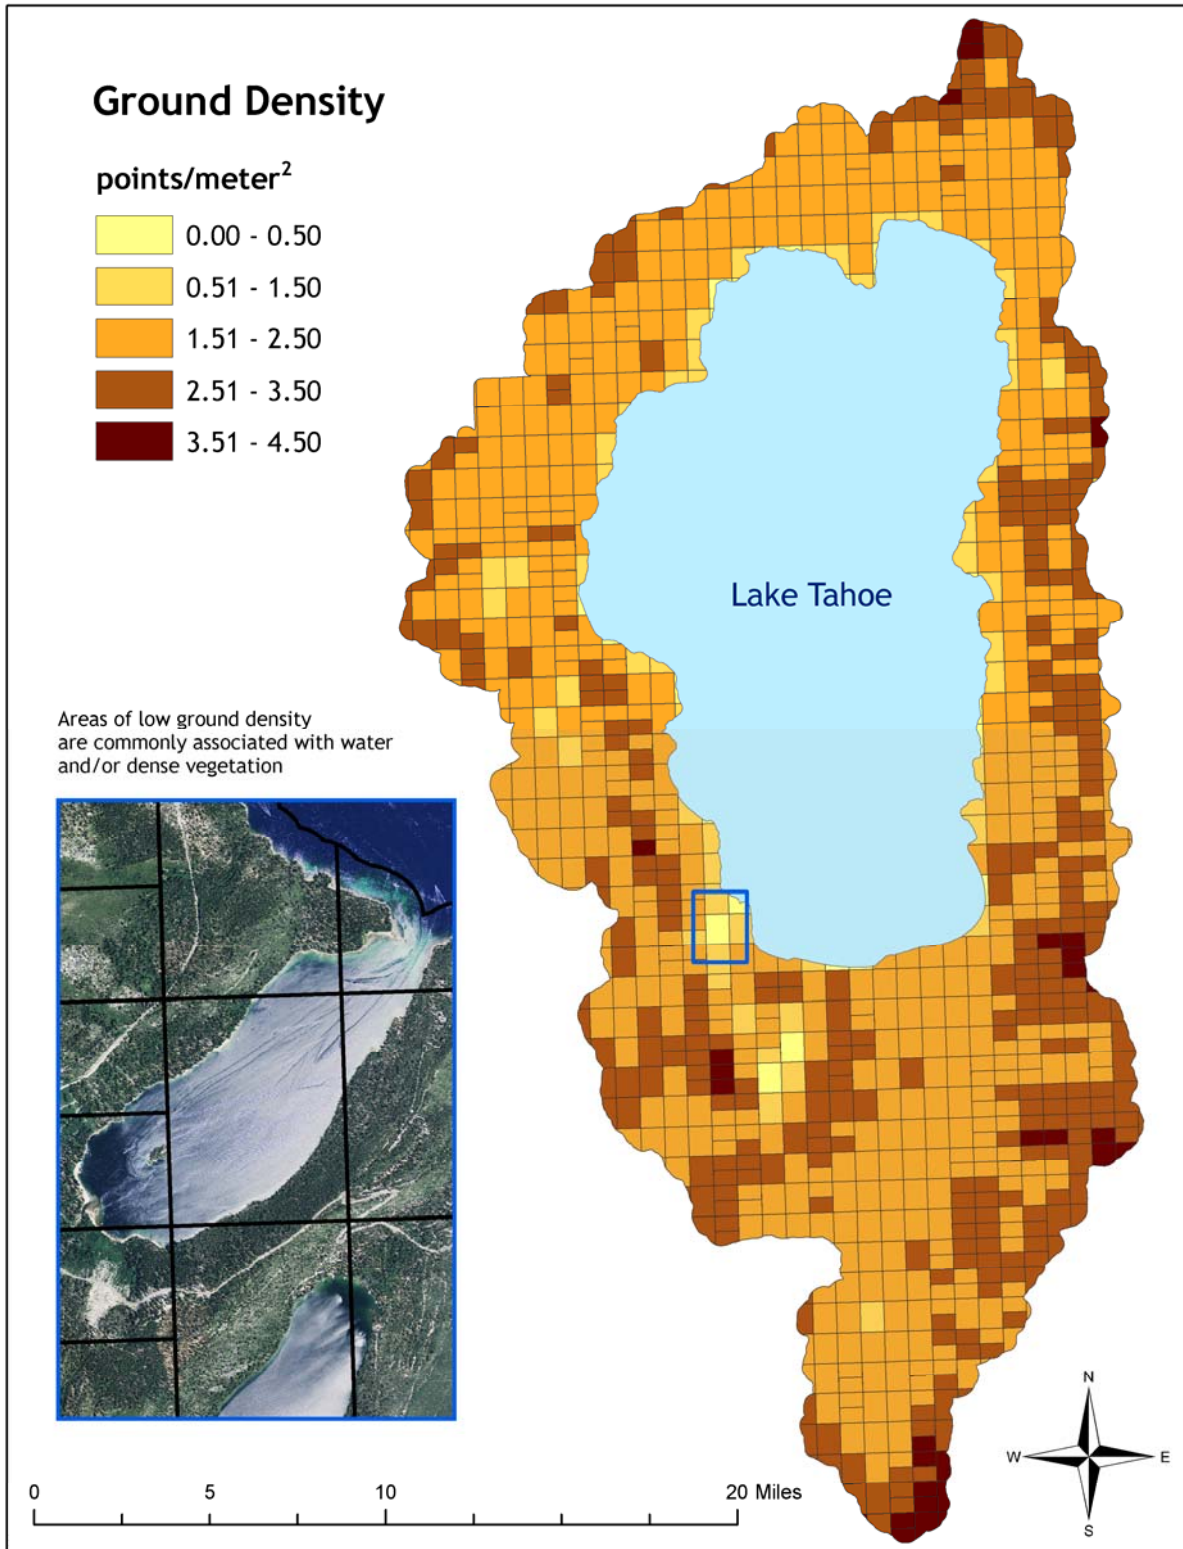 Ground Density
points/meter²
0.00 - 0.50
0.51 - 1.50
1.51 - 2.50
2.51 - 3.50
3.51 - 4.50
Lake Tahoe
Areas of low ground density
are commonly associated with water
and/or dense vegetation
N
W E
S
0 5 10 20 Miles